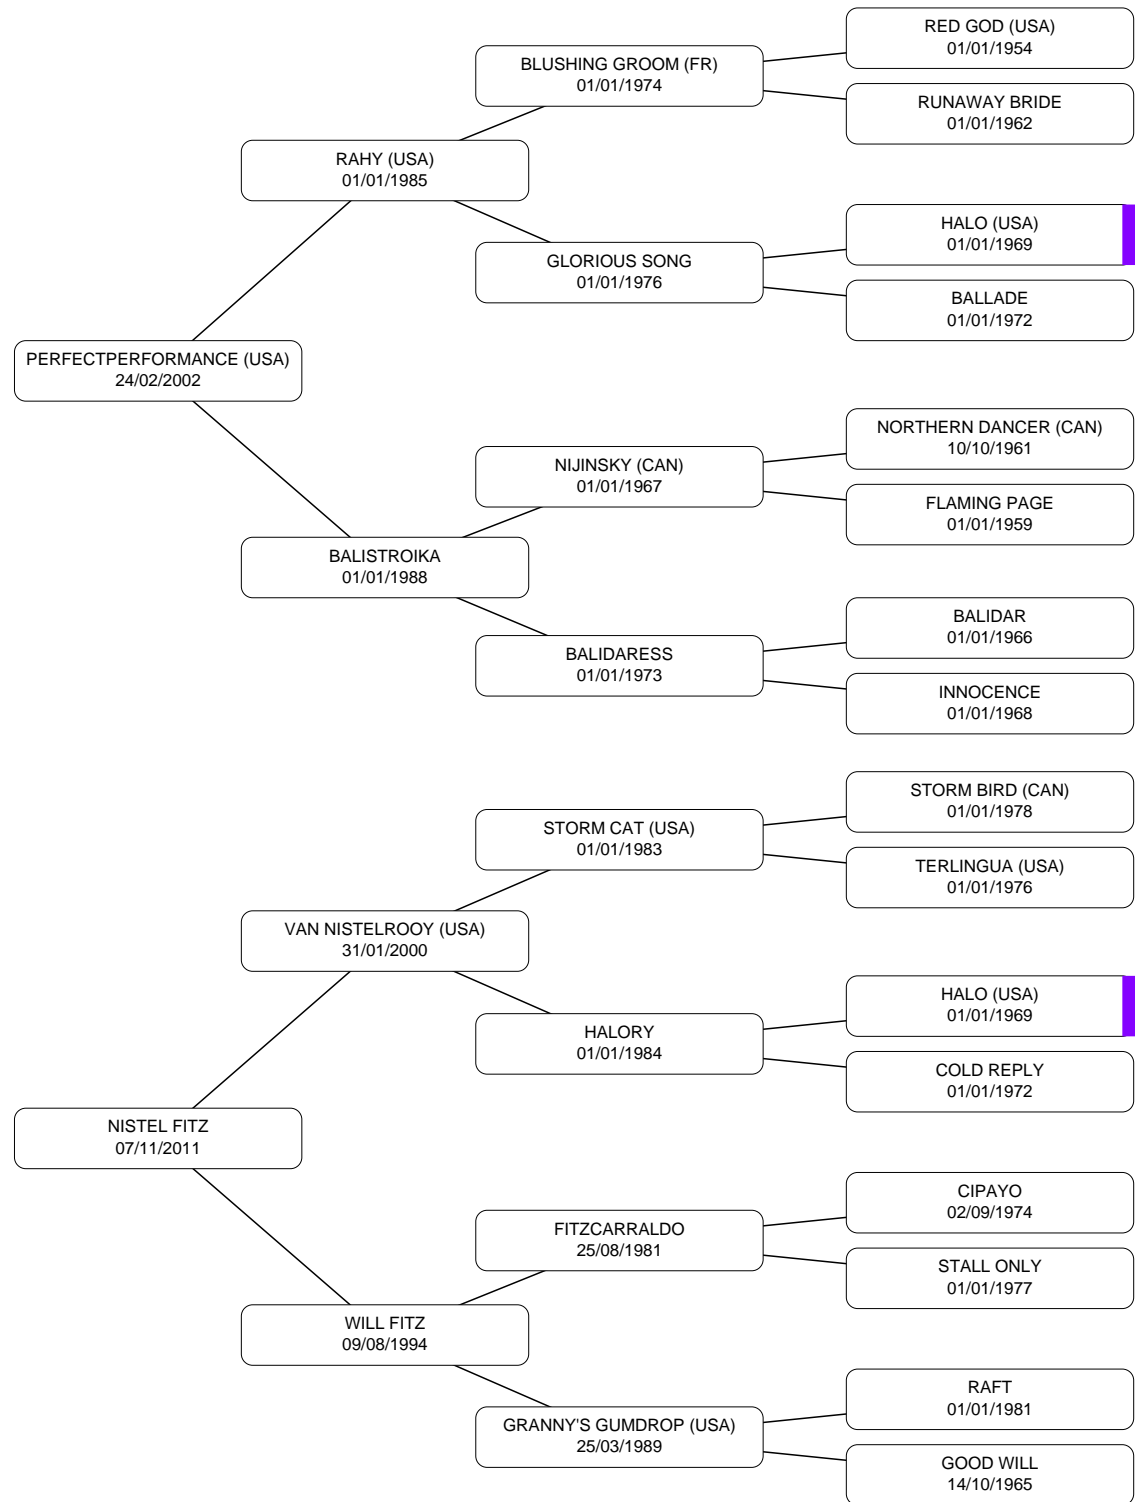 RED GOD (USA)
01/01/1954
BLUSHING GROOM (FR)
01/01/1974
RUNAWAY BRIDE
01/01/1962
RAHY (USA)
01/01/1985
HALO (USA)
01/01/1969
GLORIOUS SONG
01/01/1976
BALLADE
01/01/1972
PERFECTPERFORMANCE (USA)
24/02/2002
NORTHERN DANCER (CAN)
10/10/1961
NIJINSKY (CAN)
01/01/1967
FLAMING PAGE
01/01/1959
BALISTROIKA
01/01/1988
BALIDAR
01/01/1966
BALIDARESS
01/01/1973
INNOCENCE
01/01/1968
STORM BIRD (CAN)
01/01/1978
STORM CAT (USA)
01/01/1983
TERLINGUA (USA)
01/01/1976
VAN NISTELROOY (USA)
31/01/2000
HALO (USA)
01/01/1969
HALORY
01/01/1984
COLD REPLY
01/01/1972
NISTEL FITZ
07/11/2011
CIPAYO
02/09/1974
FITZCARRALDO
25/08/1981
STALL ONLY
01/01/1977
WILL FITZ
09/08/1994
RAFT
01/01/1981
GRANNY'S GUMDROP (USA)
25/03/1989
GOOD WILL
14/10/1965